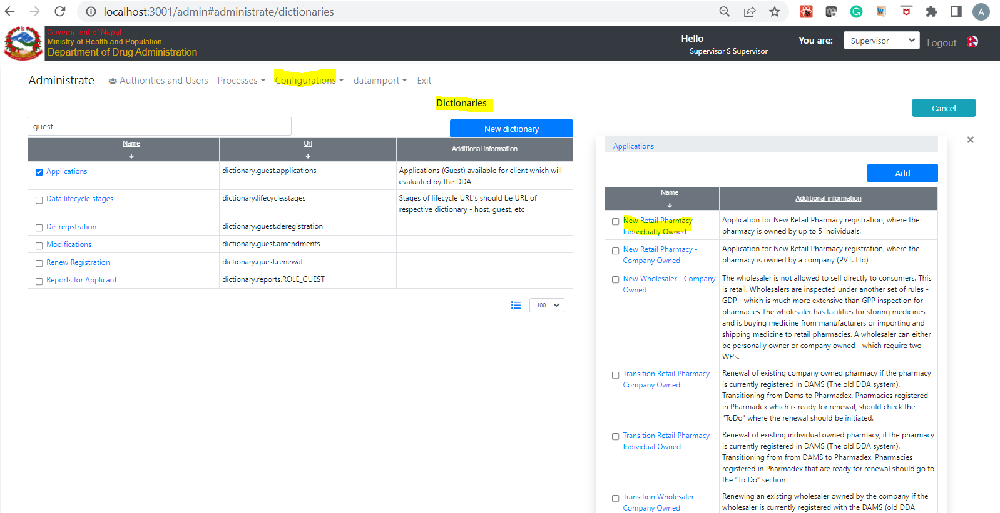 localhost:3001/admin#administrate/dictionaries
A
Government of Nepal
Ministry of Health and Population
Department of Drug Administration
Hello
Supervisor S Supervisor
You are:
Supervisor
Logout
Administrate
Authorities and Users
Processes
Configurations
dataimport
Exit
Dictionaries
Cancel
guest
New dictionary
Name
Url
Additional information
Applications
dictionary.guest.applications
Applications (Guest) available for client which will
evaluated by the DDA
Data lifecycle stages
dictionary.lifecycle.stages
Stages of lifecycle URL's should be URL of
respective dictionary - host, guest, etc
De-registration
dictionary.guest.deregistration
Modifications
dictionary.guest.amendments
Renew Registration
dictionary.guest.renewal
Reports for Applicant
dictionary.reports.ROLE_GUEST
100
Applications
Add
Name
Additional information
New Retail Pharmacy -
Individually Owned
Application for New Retail Pharmacy registration, where the
pharmacy is owned by up to 5 individuals.
New Retail Pharmacy -
Company Owned
Application for New Retail Pharmacy registration, where the
pharmacy is owned by a company (PVT. Ltd)
New Wholesaler - Company
Owned
The wholesaler is not allowed to sell directly to consumers. This
is retail. Wholesalers are inspected under another set of rules -
GDP - which is much more extensive than GPP inspection for
pharmacies The wholesaler has facilities for storing medicines
and is buying medicine from manufacturers or importing and
shipping medicine to retail pharmacies. A wholesaler can either
be personally owner or company owned - which require two
WF's.
Transition Retail Pharmacy -
Company Owned
Renewal of existing company owned pharmacy if the pharmacy
is currently registered in DAMS (The old DDA system).
Transitioning from Dams to Pharmadex. Pharmacies registered
in Pharmadex which is ready for renewal, should check the
"ToDo" where the renewal should be initiated.
Transition Retail Pharmacy -
Individual Owned
Renewal of existing individual owned pharmacy, if the pharmacy
is currently registered in DAMS (The old DDA system).
Transitioning from from DAMS to Pharmadex. Pharmacies
registered in Pharmadex that are ready for renewal should go to
the “To Do” section
Transition Wholesaler -
Company Owned
Renewing an existing wholesaler owned by the company if the
wholesaler is currently registered with the DAMS (old DDA